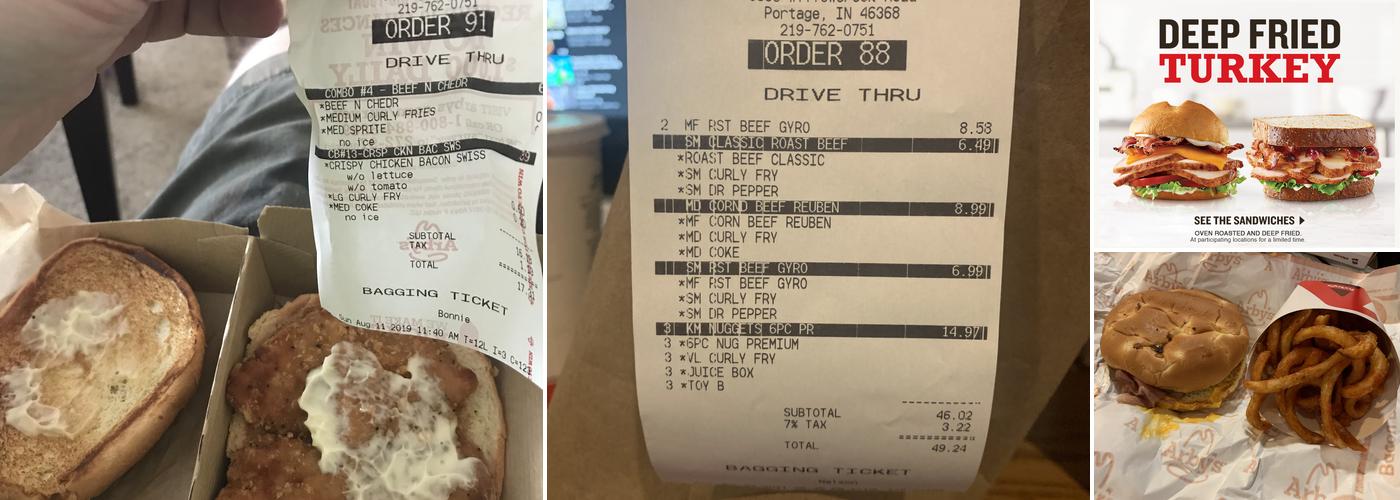 219-762-0751
ORDER 91
DRIVE THRU
COMBO #4 - BEEF N CHEDR
*BEEF N CHEDR
*MEDIUM CURLY FRIES
*MED SPRITE
no ice
CB#13-CRSP CKN BAC SWS
*CRISPY CHICKEN BACON SWISS
w/o lettuce
w/o tomato
*LG CURLY FRY
*MED COKE
no ice
SUBTOTAL
TAX
TOTAL
BAGGING TICKET
Bonnie
Sun Aug 11 2019 11:40 AM T=12L I=3
Portage, IN 46368
219-762-0751
ORDER 88
DRIVE THRU
2 MF RST BEEF GYRO 8.58
SM CLASSIC ROAST BEEF 6.49
*ROAST BEEF CLASSIC
*SM CURLY FRY
*SM DR PEPPER
MD CORND BEEF REUBEN 8.99
*MF CORN BEEF REUBEN
*MD CURLY FRY
*MD COKE
SM RST BEEF GYRO 6.99
*MF RST BEEF GYRO
*SM CURLY FRY
*SM DR PEPPER
3 KM NUGGETS 6PC PR 14.97
3 *6PC NUG PREMIUM
3 *VL CURLY FRY
3 *JUICE BOX
3 *TOY B
SUBTOTAL 46.02
7% TAX 3.22
TOTAL 49.24
BAGGING TICKET
Nelson
DEEP FRIED
TURKEY
SEE THE SANDWICHES
OVEN ROASTED AND DEEP FRIED.
At participating locations for a limited time.
Arby's